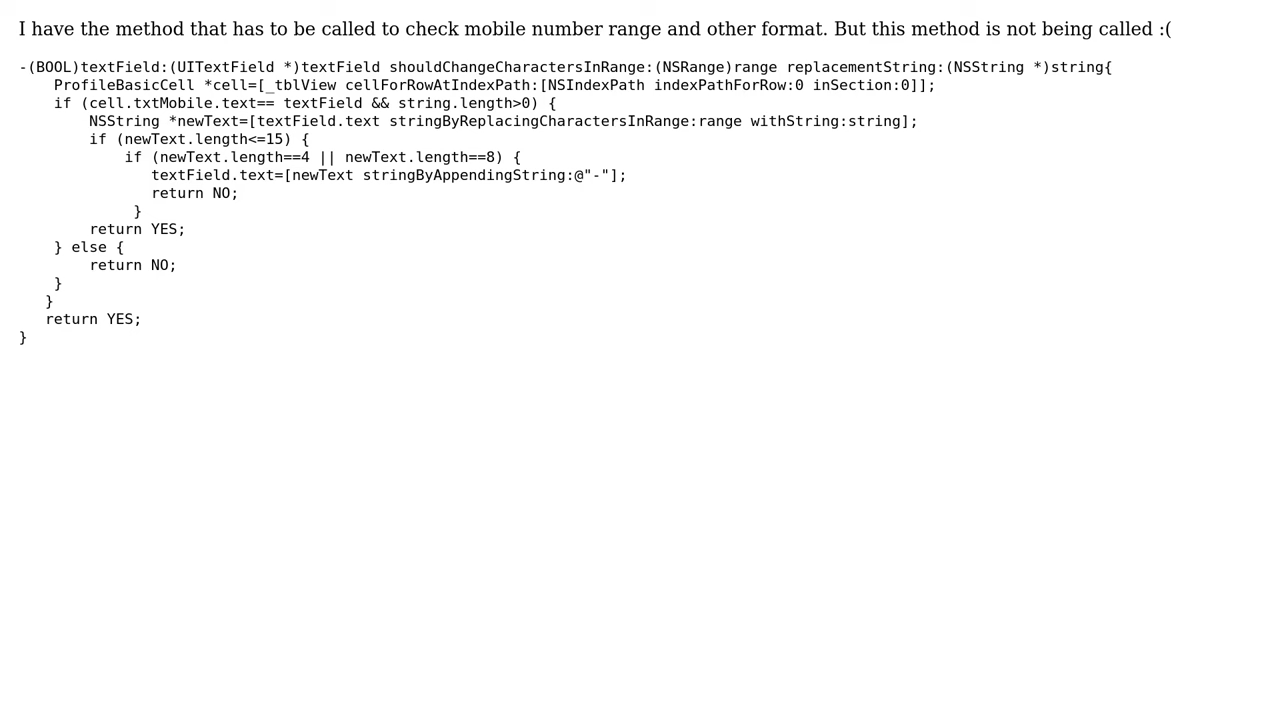 I have the method that has to be called to check mobile number range and other format. But this method is not being called :(
-(BOOL)textField:(UITextField *)textField shouldChangeCharactersInRange:(NSRange)range replacementString:(NSString *)string{
    ProfileBasicCell *cell=[_tblView cellForRowAtIndexPath:[NSIndexPath indexPathForRow:0 inSection:0]];
    if (cell.txtMobile.text== textField && string.length>0) {
        NSString *newText=[textField.text stringByReplacingCharactersInRange:range withString:string];
        if (newText.length<=15) {
            if (newText.length==4 || newText.length==8) {
               textField.text=[newText stringByAppendingString:@"-"];
               return NO;
             }
        return YES;
    } else {
        return NO;
    }
   }
   return YES;
}